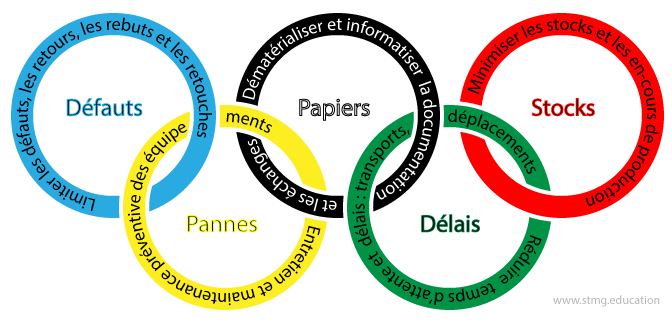 Limiter les défauts, les retours, les rebuts et les retouches
Défauts
Dématérialiser et informatiser la documentation et les échanges
Papiers
Minimiser les stocks et les en-cours de production
Stocks
Entretien et maintenance préventive des équipements
Pannes
Réduire temps d'attente et délais : transports, déplacements
Délais
www.stmg.education